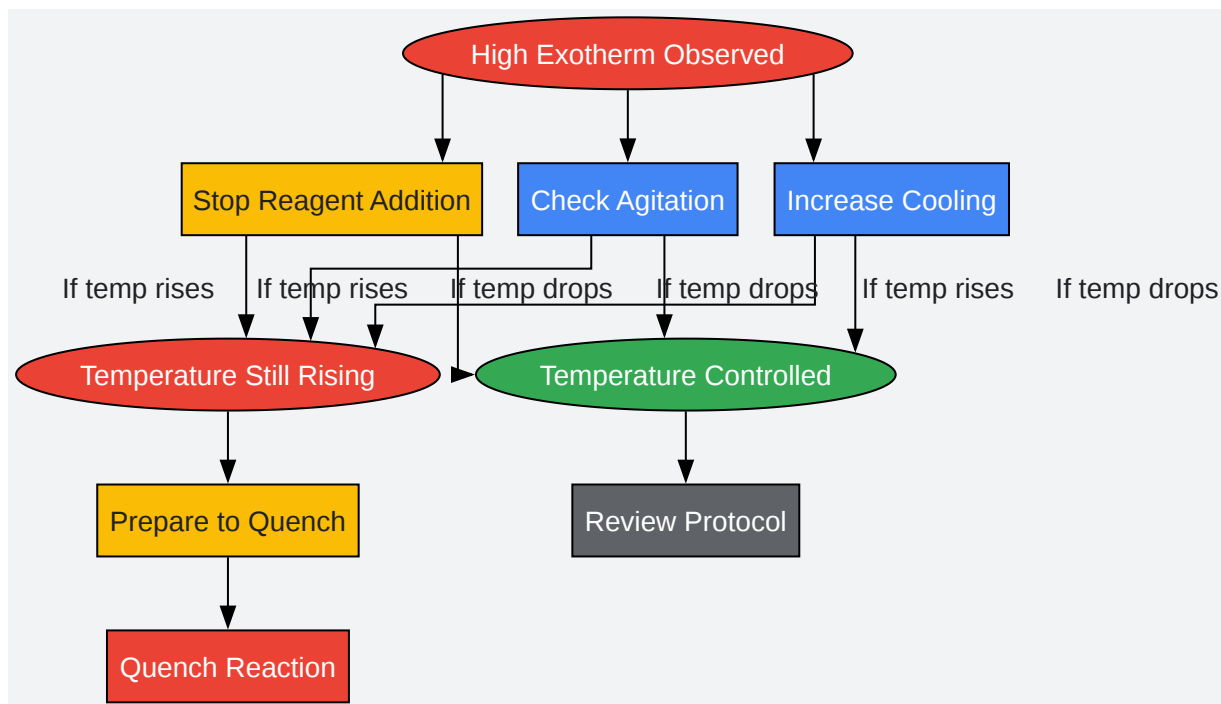 High Exotherm Observed
Stop Reagent Addition
Check Agitation
Increase Cooling
If temp rises
If temp rises
If temp drops
If temp drops
If temp rises
If temp drops
Temperature Still Rising
Temperature Controlled
Prepare to Quench
Review Protocol
Quench Reaction